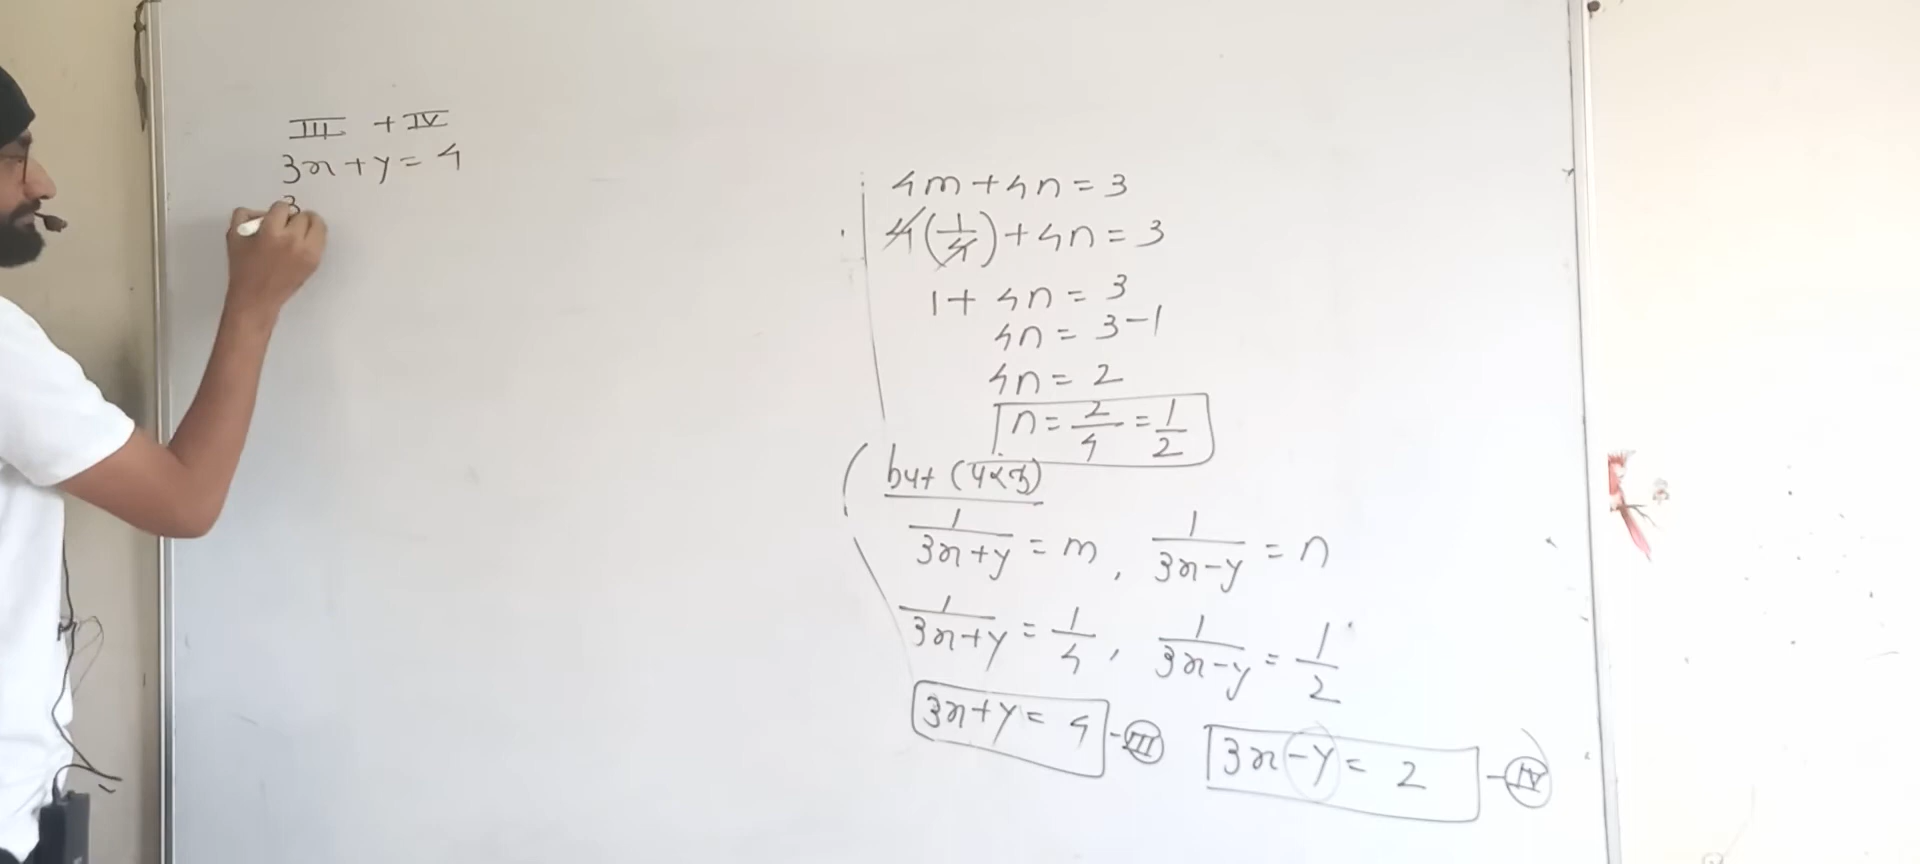 III + IV
3x+y=4
3
4m+4n=3
4(1/4)+4n=3
1+4n=3
4n=3-1
4n=2
n=2/4=1/2
but
1/(3x+y)=m, 1/(3x-y)=n
1/(3x+y)=1/4, 1/(3x-y)=1/2
3x+y=4 -III
3x-y=2 -IV